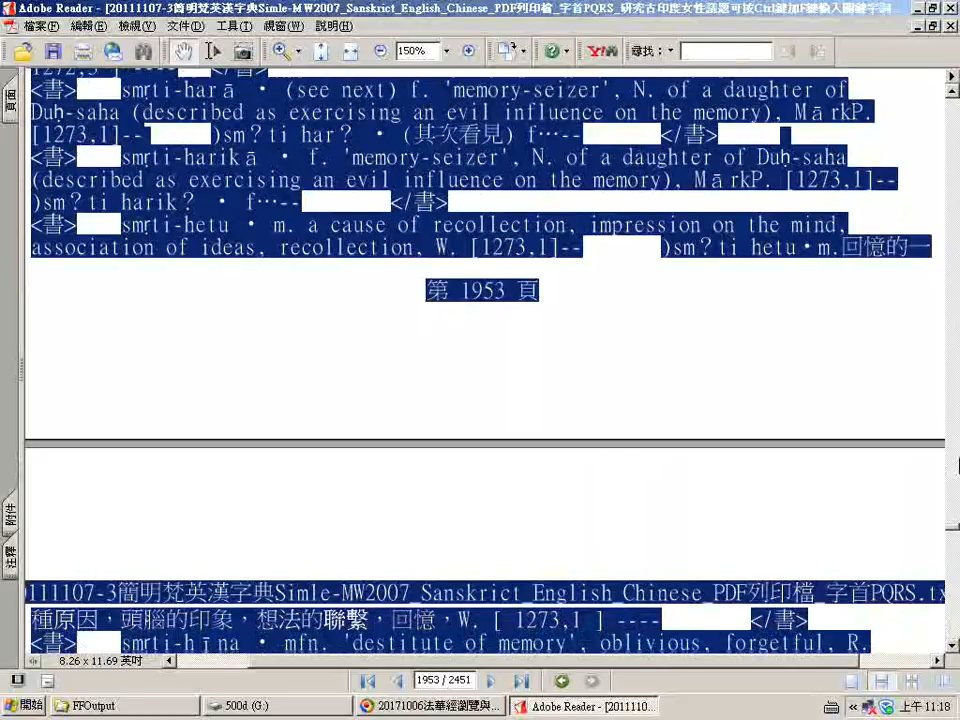 Adobe Reader - [20111107-3簡明梵英漢字典Simle-MW2007_Sanskrict_English_Chinese_PDF列印檔_字首PQRS_研究古印度女性議題可按Ctrl鍵加F鍵輸入關鍵字詞
檔案(F) 編輯(E) 檢視(V) 文件(D) 工具(T) 視窗(W) 說明(H)
150% Y! 尋找:
頁面
<書> smṛti-harā • (see next) f. 'memory-seizer', N. of a daughter of
Duḥ-saha (described as exercising an evil influence on the memory), MārkP.
[1273,1]-- )sm?ti har? • (其次看見) f…-- </書>
<書> smṛti-harikā • f. 'memory-seizer', N. of a daughter of Duḥ-saha
(described as exercising an evil influence on the memory), MārkP. [1273,1]--
)sm?ti harik? • f…-- </書>
<書> smṛti-hetu • m. a cause of recollection, impression on the mind,
association of ideas, recollection, W. [1273,1]-- )sm?ti hetu•m.回憶的一
第 1953 頁
附件
注釋
111107-3簡明梵英漢字典Simle-MW2007_Sanskrict_English_Chinese_PDF列印檔_字首PQRS.tx
種原因，頭腦的印象，想法的聯繫，回憶，W. [ 1273,1 ] ---- </書>
<書> smṛti-hīna • mfn. 'destitute of memory', oblivious, forgetful, R.
8.26 x 11.69 英吋
1953 / 2451
開始 FFOutput 500d (G:) 20171006法華經瀏覽與... Adobe Reader - [2011110... 上午 11:18